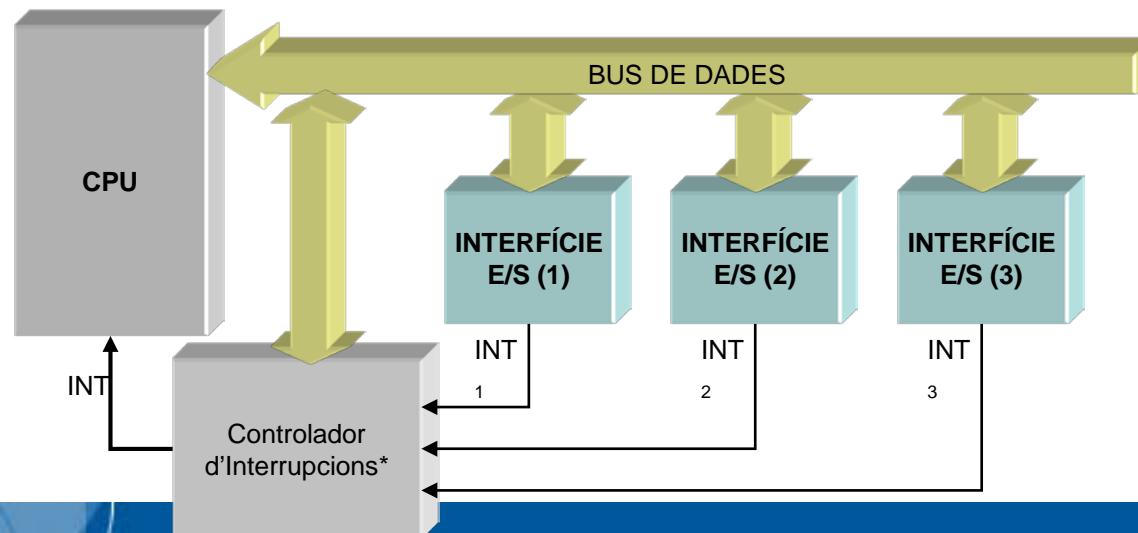 BUS DE DADES
CPU
INTERFÍCIE
E/S (1)
INTERFÍCIE
E/S (2)
INTERFÍCIE
E/S (3)
INT
1
INT
2
INT
3
INT
Controlador
d'Interrupcions*